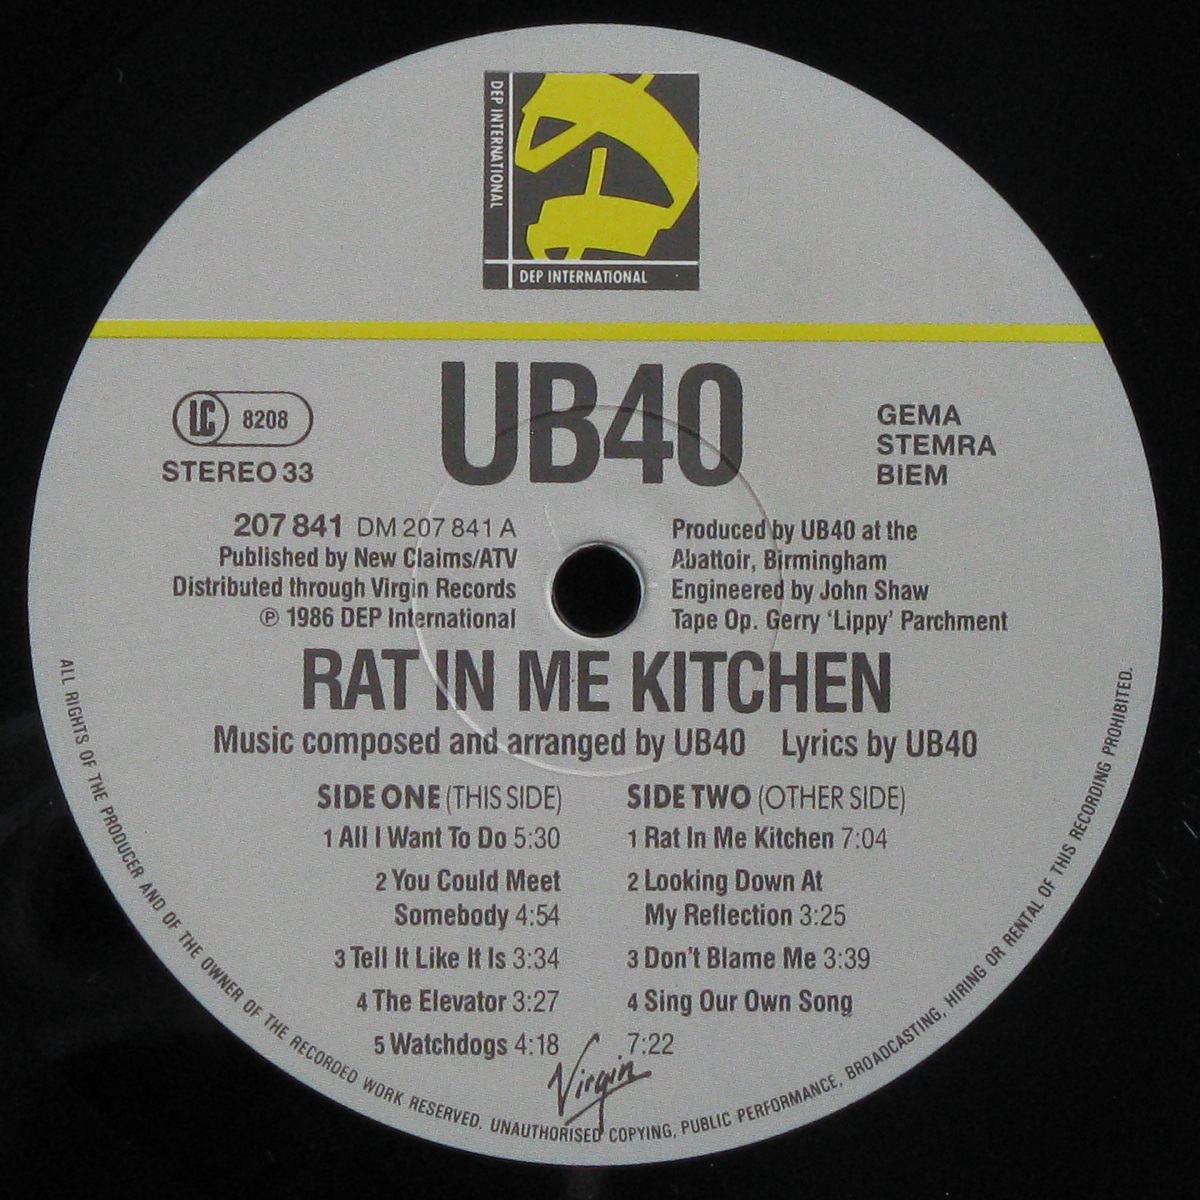 DEP INTERNATIONAL
DEP INTERNATIONAL
UB40
LC 8208
STEREO 33
GEMA
STEMRA
BIEM
207 841 DM 207 841 A
Published by New Claims/ATV
Distributed through Virgin Records
℗ 1986 DEP International
Produced by UB40 at the
Abattoir, Birmingham
Engineered by John Shaw
Tape Op. Gerry ‘Lippy’ Parchment
RAT IN ME KITCHEN
Music composed and arranged by UB40 Lyrics by UB40
SIDE ONE (THIS SIDE)
1 All I Want To Do 5:30
2 You Could Meet
Somebody 4:54
3 Tell It Like It Is 3:34
4 The Elevator 3:27
5 Watchdogs 4:18
SIDE TWO (OTHER SIDE)
1 Rat In Me Kitchen 7:04
2 Looking Down At
My Reflection 3:25
3 Don't Blame Me 3:39
4 Sing Our Own Song
7:22
Virgin
ALL RIGHTS OF THE PRODUCER AND OF THE OWNER OF THE RECORDED WORK RESERVED. UNAUTHORISED COPYING, PUBLIC PERFORMANCE, BROADCASTING, HIRING OR RENTAL OF THIS RECORDING PROHIBITED.